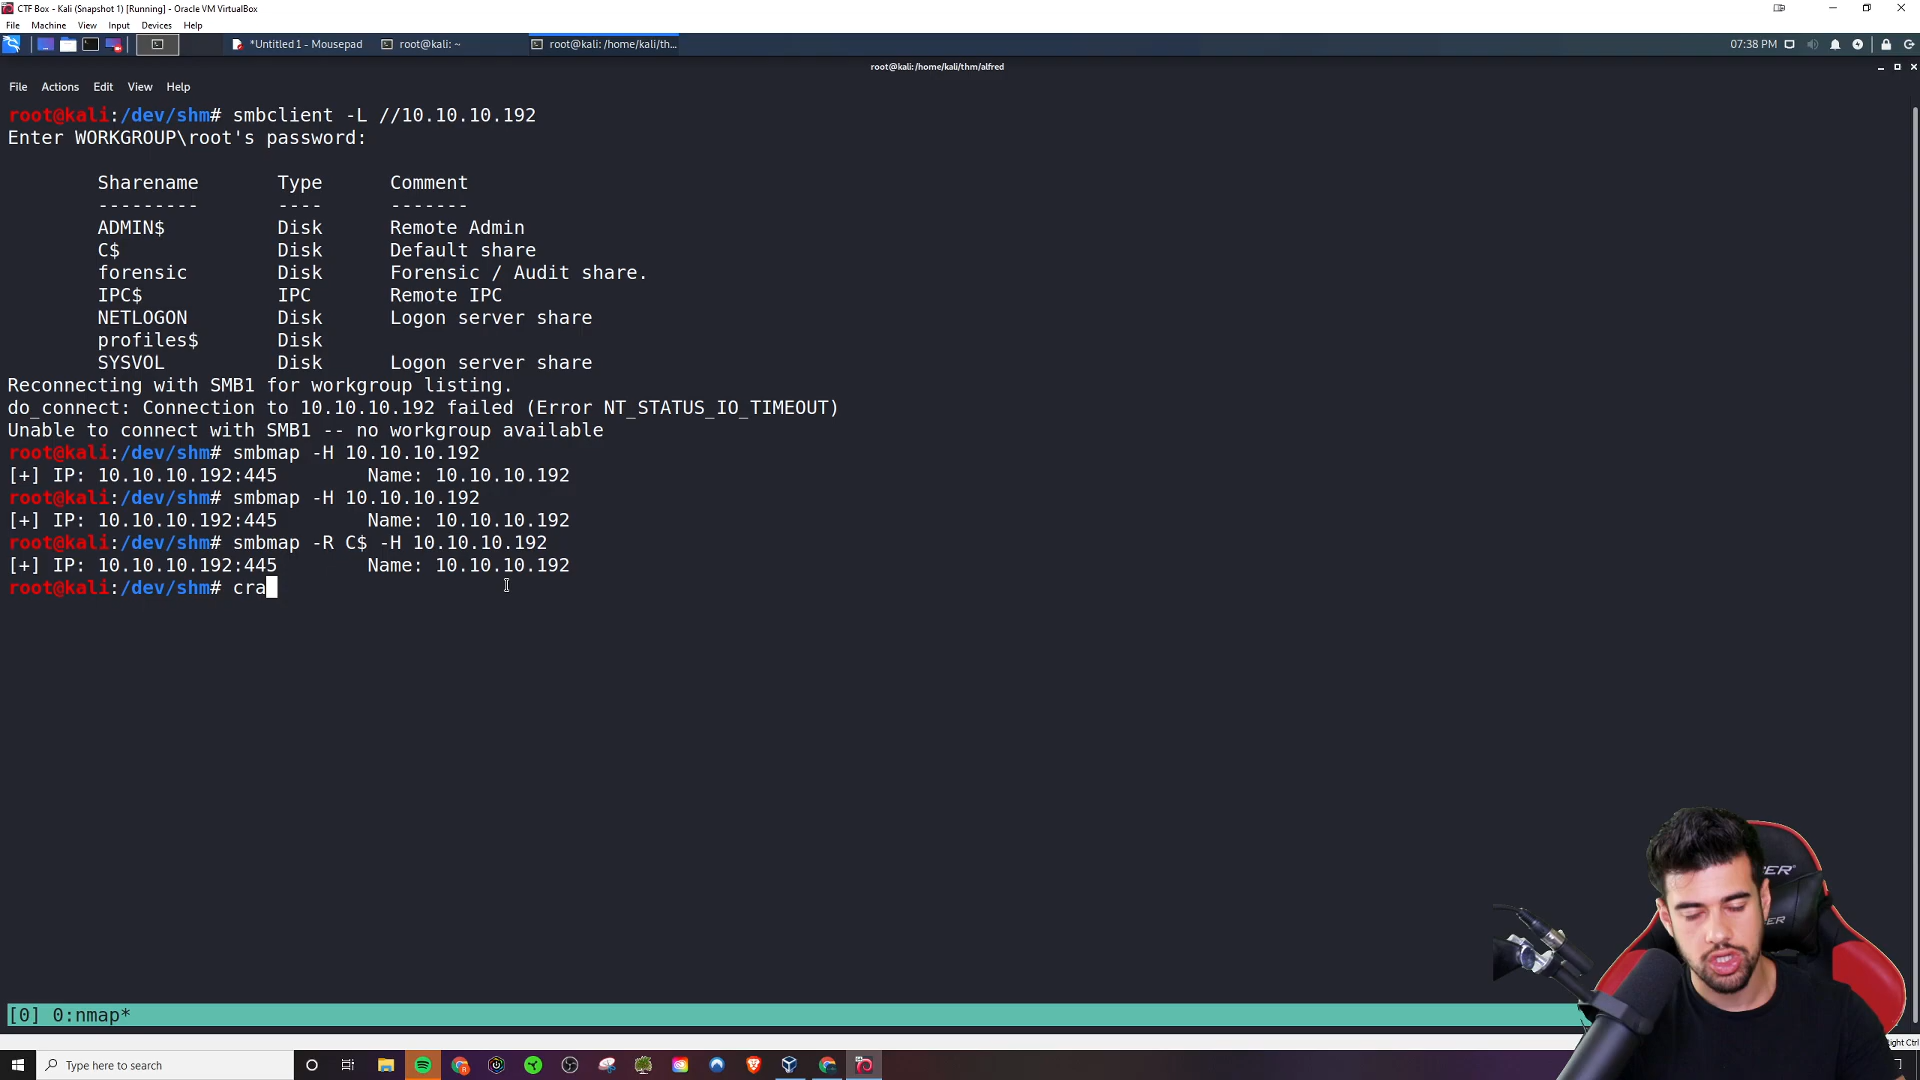 CTF Box - Kali (Snapshot 1) [Running] - Oracle VM VirtualBox
File Machine View Input Devices Help
*Untitled 1 - Mousepad
root@kali: ~
root@kali: /home/kali/th...
07:38 PM
root@kali: /home/kali/thm/alfred
File Actions Edit View Help
root@kali:/dev/shm# smbclient -L //10.10.10.192
Enter WORKGROUP\root's password:
Sharename Type Comment
--------- ---- -------
ADMIN$ Disk Remote Admin
C$ Disk Default share
forensic Disk Forensic / Audit share.
IPC$ IPC Remote IPC
NETLOGON Disk Logon server share
profiles$ Disk
SYSVOL Disk Logon server share
Reconnecting with SMB1 for workgroup listing.
do_connect: Connection to 10.10.10.192 failed (Error NT_STATUS_IO_TIMEOUT)
Unable to connect with SMB1 -- no workgroup available
root@kali:/dev/shm# smbmap -H 10.10.10.192
[+] IP: 10.10.10.192:445 Name: 10.10.10.192
root@kali:/dev/shm# smbmap -H 10.10.10.192
[+] IP: 10.10.10.192:445 Name: 10.10.10.192
root@kali:/dev/shm# smbmap -R C$ -H 10.10.10.192
[+] IP: 10.10.10.192:445 Name: 10.10.10.192
root@kali:/dev/shm# cra
[0] 0:nmap*
Right Ctrl
Type here to search